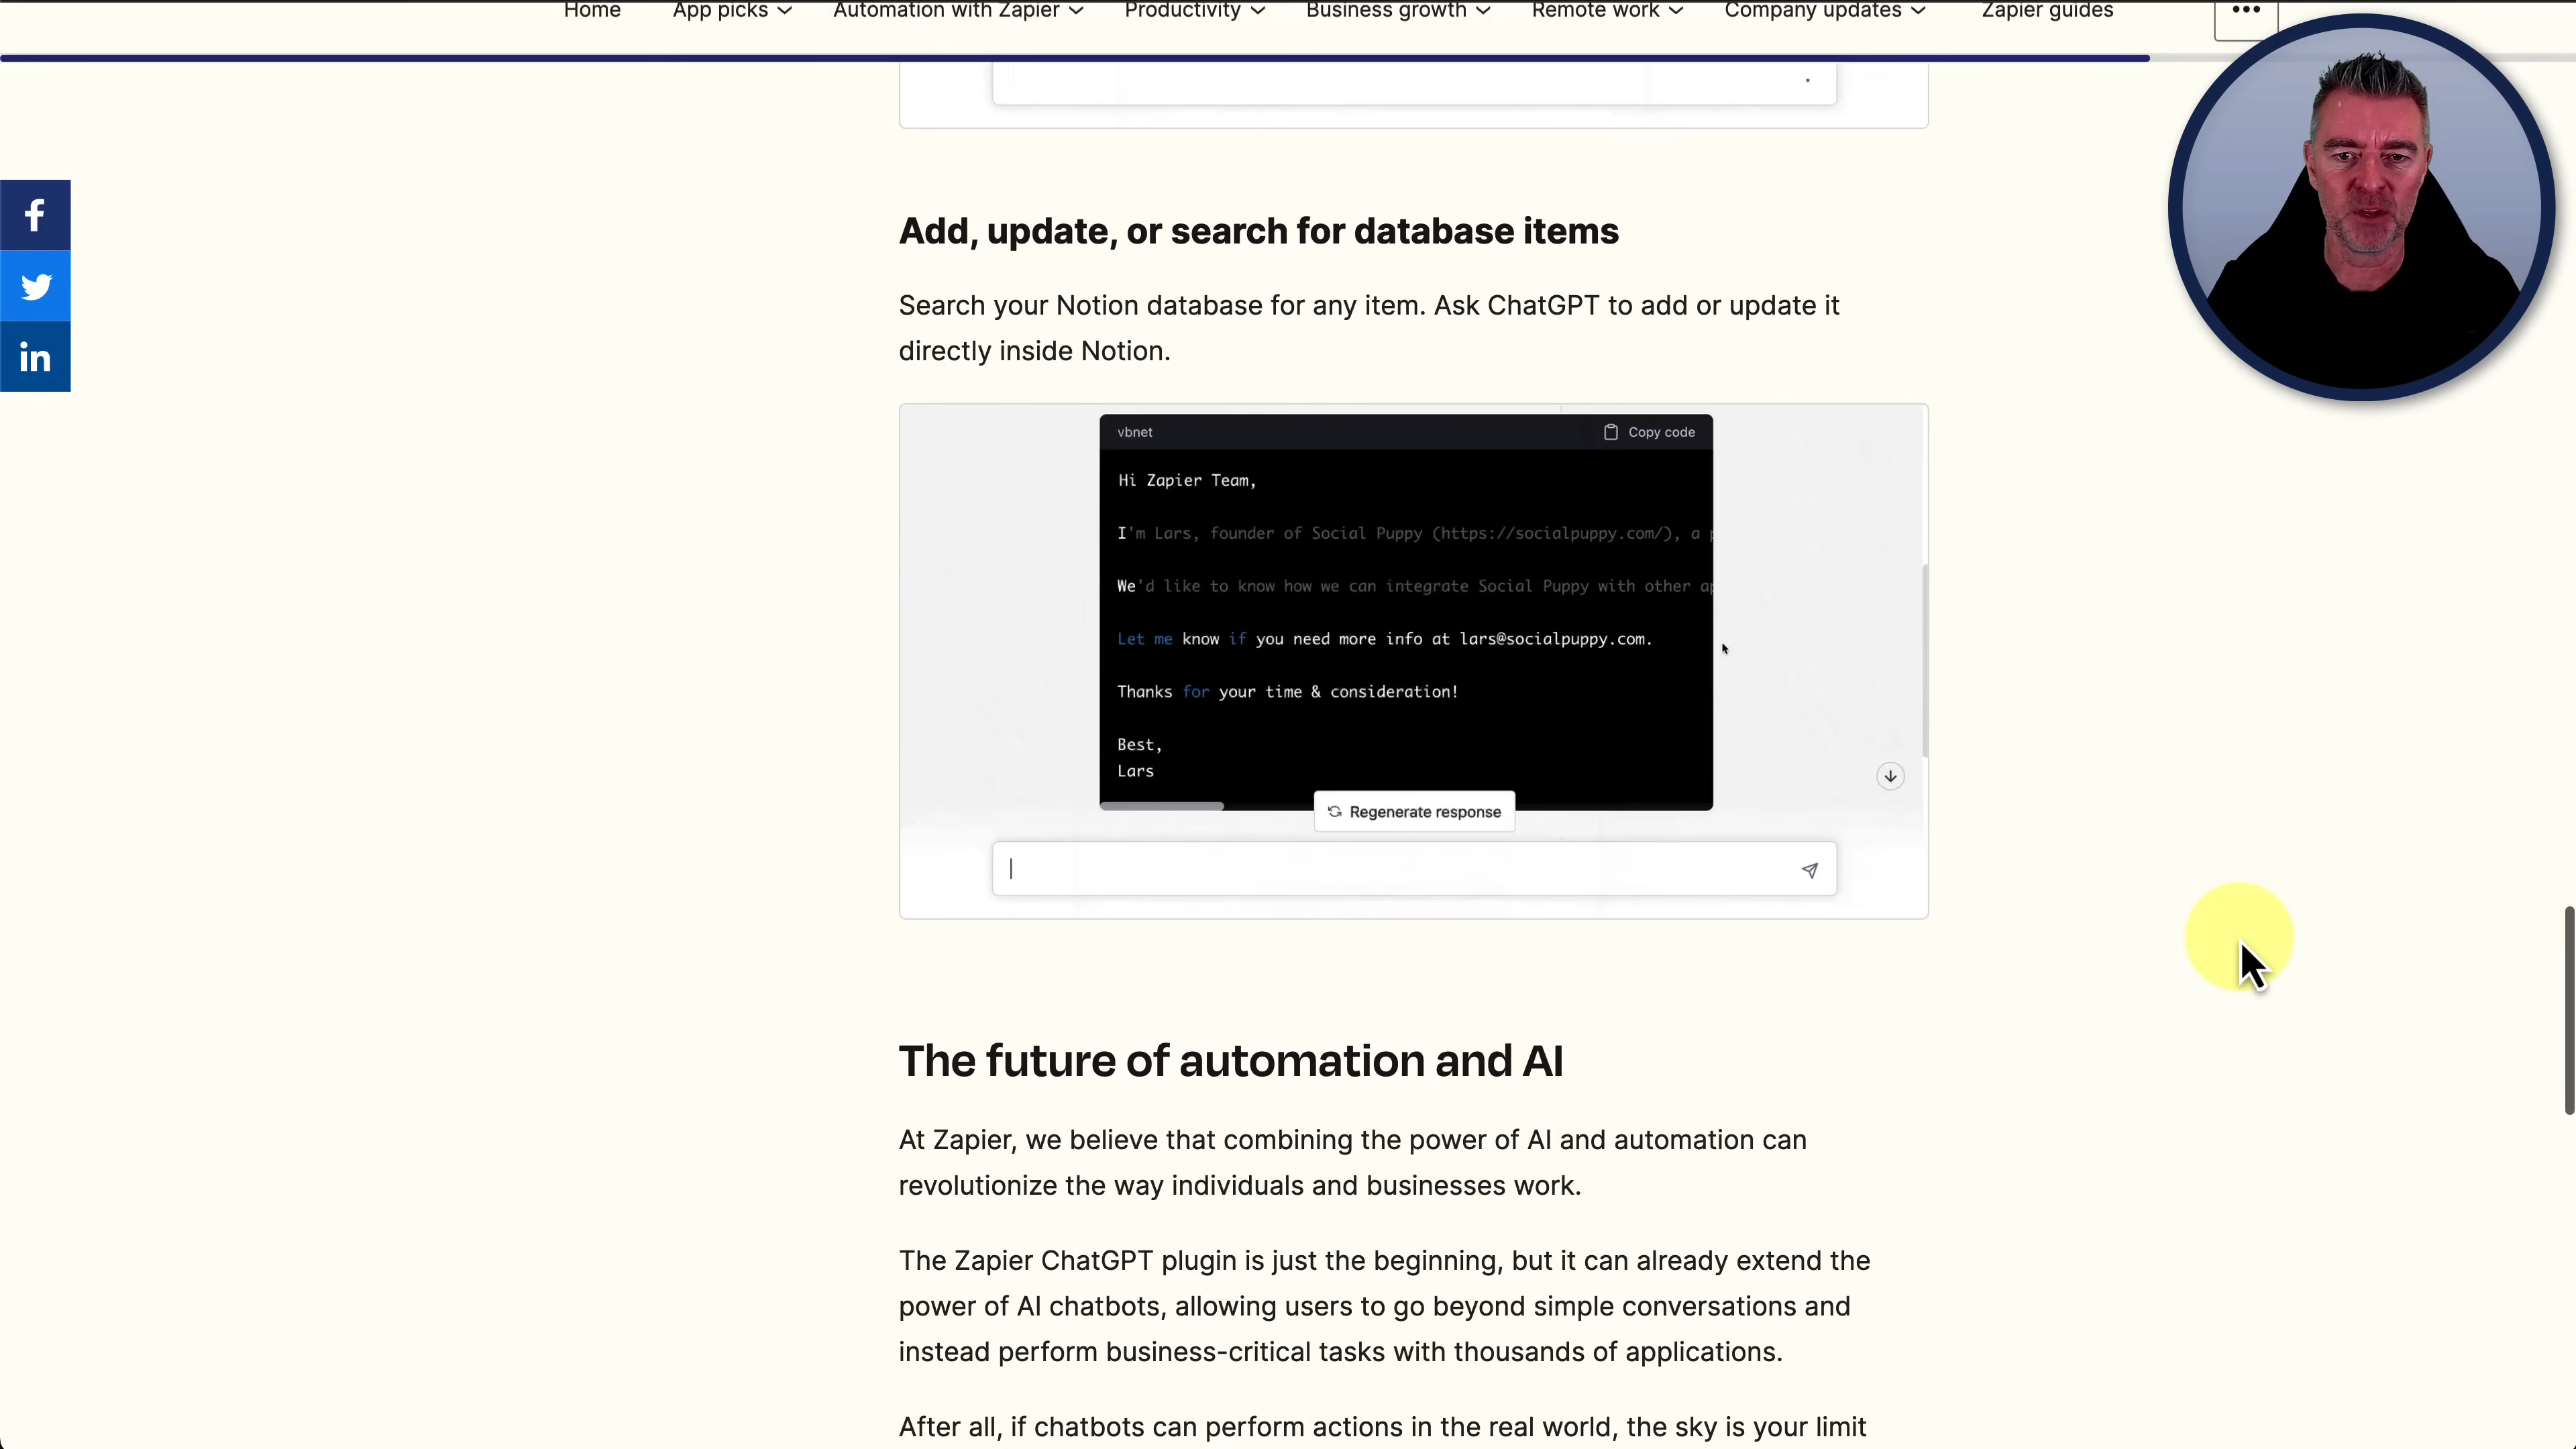 Home App picks Automation with Zapier Productivity Business growth Remote work Company updates Zapier guides
Add, update, or search for database items
Search your Notion database for any item. Ask ChatGPT to add or update it
directly inside Notion.
vbnet Copy code
Hi Zapier Team,
I'm Lars, founder of Social Puppy (https://socialpuppy.com/), a
We'd like to know how we can integrate Social Puppy with other
Let me know if you need more info at lars@socialpuppy.com.
Thanks for your time & consideration!
Best,
Lars
Regenerate response
The future of automation and AI
At Zapier, we believe that combining the power of AI and automation can
revolutionize the way individuals and businesses work.
The Zapier ChatGPT plugin is just the beginning, but it can already extend the
power of AI chatbots, allowing users to go beyond simple conversations and
instead perform business-critical tasks with thousands of applications.
After all, if chatbots can perform actions in the real world, the sky is your limit